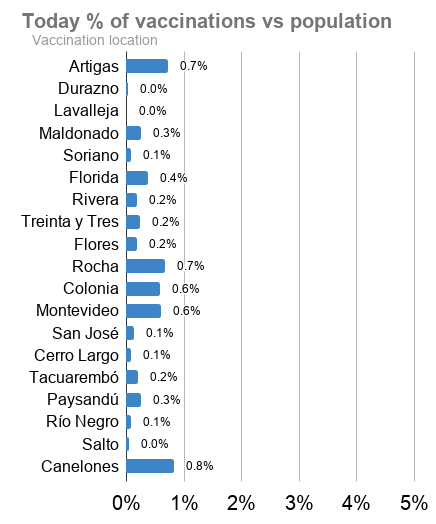 Today % of vaccinations vs population
Vaccination location
Artigas 0.7%
Durazno 0.0%
Lavalleja 0.0%
Maldonado 0.3%
Soriano 0.1%
Florida 0.4%
Rivera 0.2%
Treinta y Tres 0.2%
Flores 0.2%
Rocha 0.7%
Colonia 0.6%
Montevideo 0.6%
San José 0.1%
Cerro Largo 0.1%
Tacuarembó 0.2%
Paysandú 0.3%
Río Negro 0.1%
Salto 0.0%
Canelones 0.8%
0% 1% 2% 3% 4% 5%